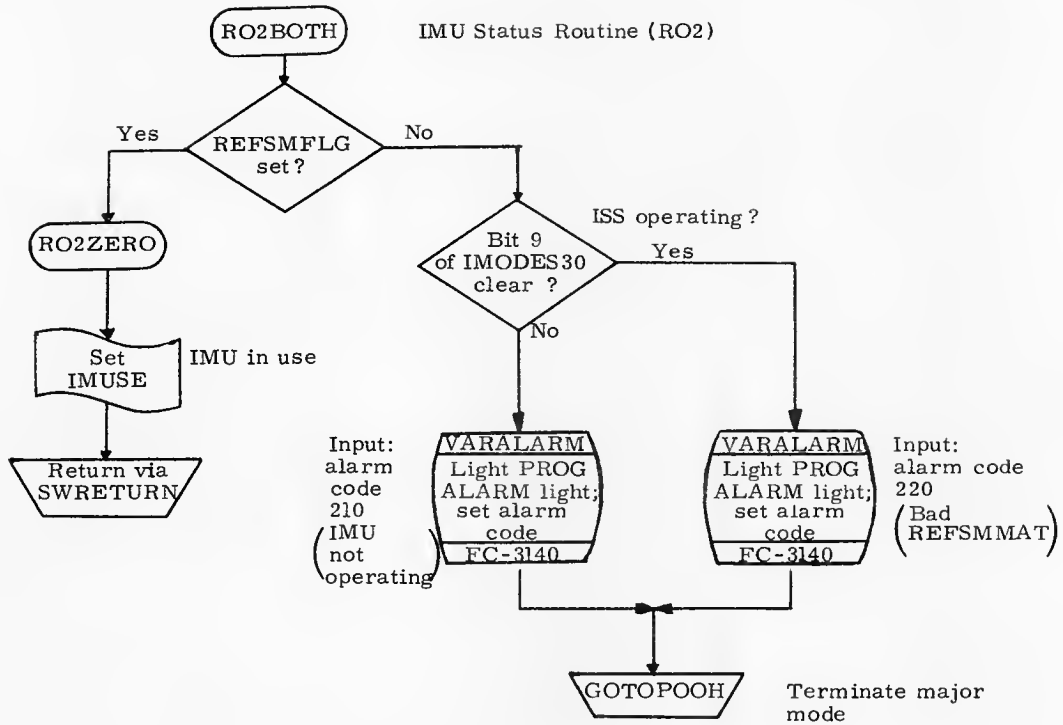 RO2BOTH
IMU Status Routine (RO2)
REFSMFLG
set?
Yes
No
RO2ZERO
ISS operating?
Bit 9
of IMODES30
clear ?
Yes
No
Set
IMUSE
IMU in use
Return via
SWRETURN
Input:
alarm
code
210
(IMU
not
operating)
VARALARM
Light PROG
ALARM light;
set alarm
code
FC-3140
VARALARM
Light PROG
ALARM light;
set alarm
code
FC-3140
Input:
alarm code
220
(Bad
REFSMMAT)
GOTOPOOH
Terminate major
mode